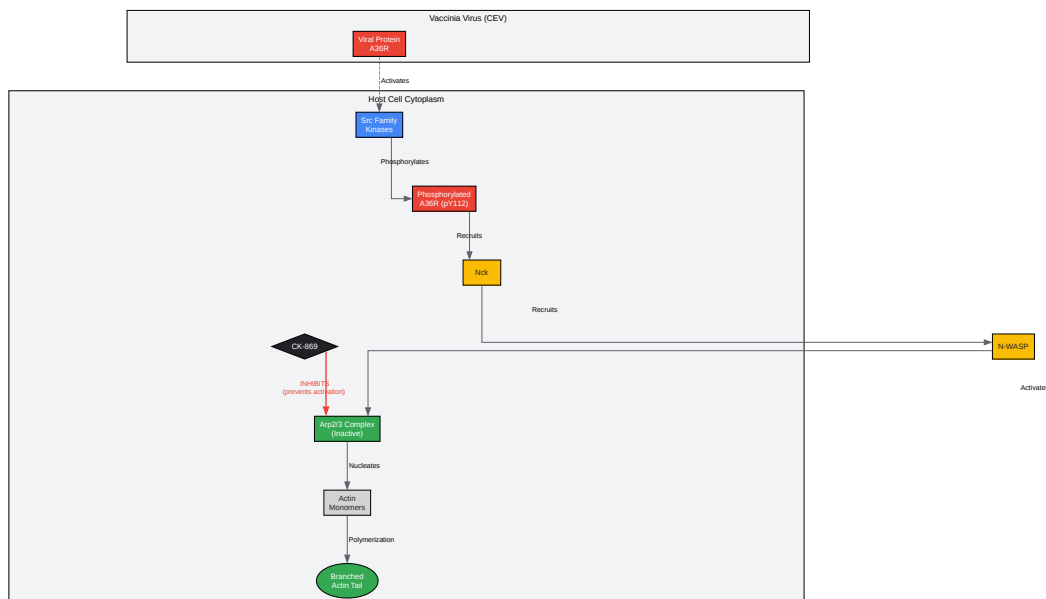 Vaccinia Virus (CEV)
Viral Protein
A36R
Activates
Host Cell Cytoplasm
Src Family
Kinases
Phosphorylates
Phosphorylated
A36R (pY112)
Recruits
Nck
Recruits
CK-869
N-WASP
INHIBITS
(prevents activation)
Activate
Arp2/3 Complex
(Inactive)
Nucleates
Actin
Monomers
Polymerization
Branched
Actin Tail